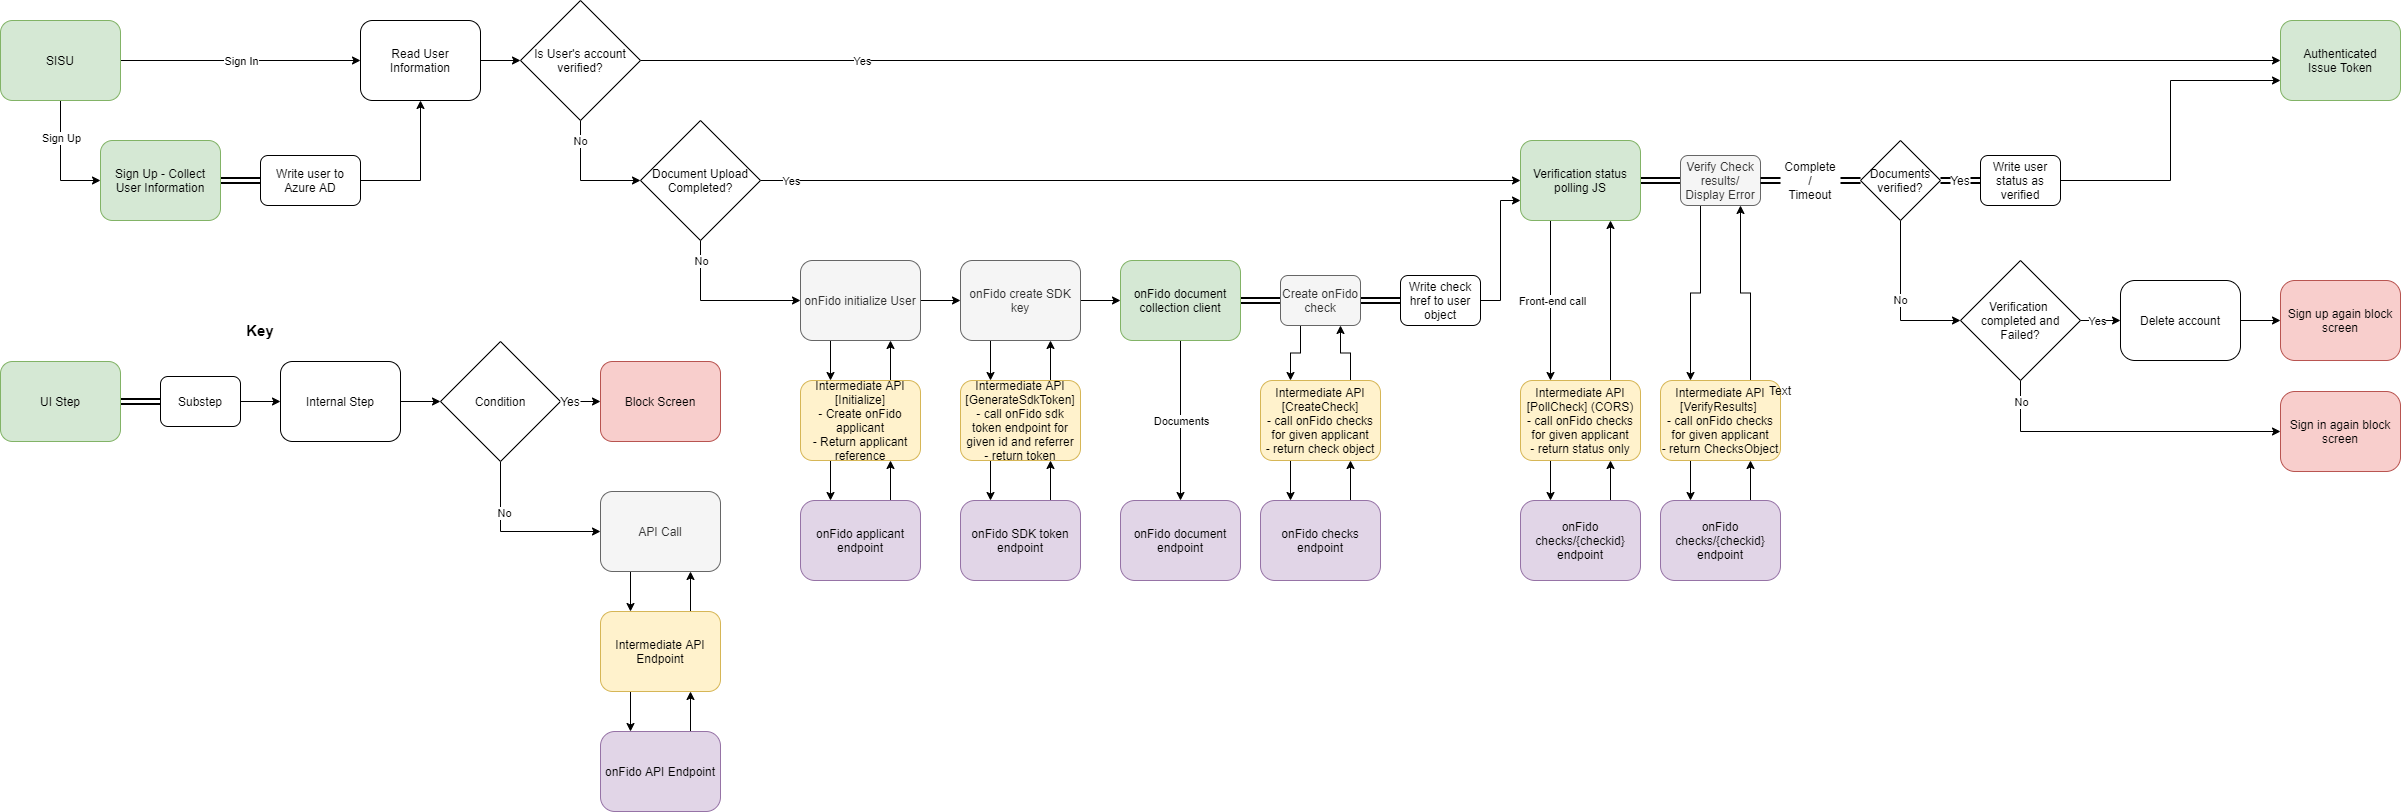 SISU
Sign In
Read User
Information
Is User's account
verified?
Yes
Authenticated
Issue Token
Sign Up
No
Sign Up - Collect
User Information
Write user to
Azure AD
Document Upload
Completed?
Yes
Verification status
polling JS
Verify Check
results/
Display Error
Complete
/
Timeout
Documents
verified?
Yes
Write user
status as
verified
No
onFido initialize User
onFido create SDK
key
onFido document
collection client
Create onFido
check
Write check
href to user
object
Front-end call
No
Verification
completed and
Failed?
Yes
Delete account
Sign up again block
screen
No
Sign in again block
screen
Key
UI Step
Substep
Internal Step
Condition
Yes
Block Screen
No
API Call
Intermediate API
Endpoint
onFido API Endpoint
Intermediate API
[Initialize]
- Create onFido
applicant
- Return applicant
reference
Intermediate API
[GenerateSdkToken]
- call onFido sdk
token endpoint for
given id and referrer
- return token
Documents
Intermediate API
[CreateCheck]
- call onFido checks
for given applicant
- return check object
Intermediate API
[PollCheck] (CORS)
- call onFido checks
for given applicant
- return status only
Intermediate API
[VerifyResults]
- call onFido checks
for given applicant
- return ChecksObject
Text
onFido applicant
endpoint
onFido SDK token
endpoint
onFido document
endpoint
onFido checks
endpoint
onFido
checks/{checkid}
endpoint
onFido
checks/{checkid}
endpoint